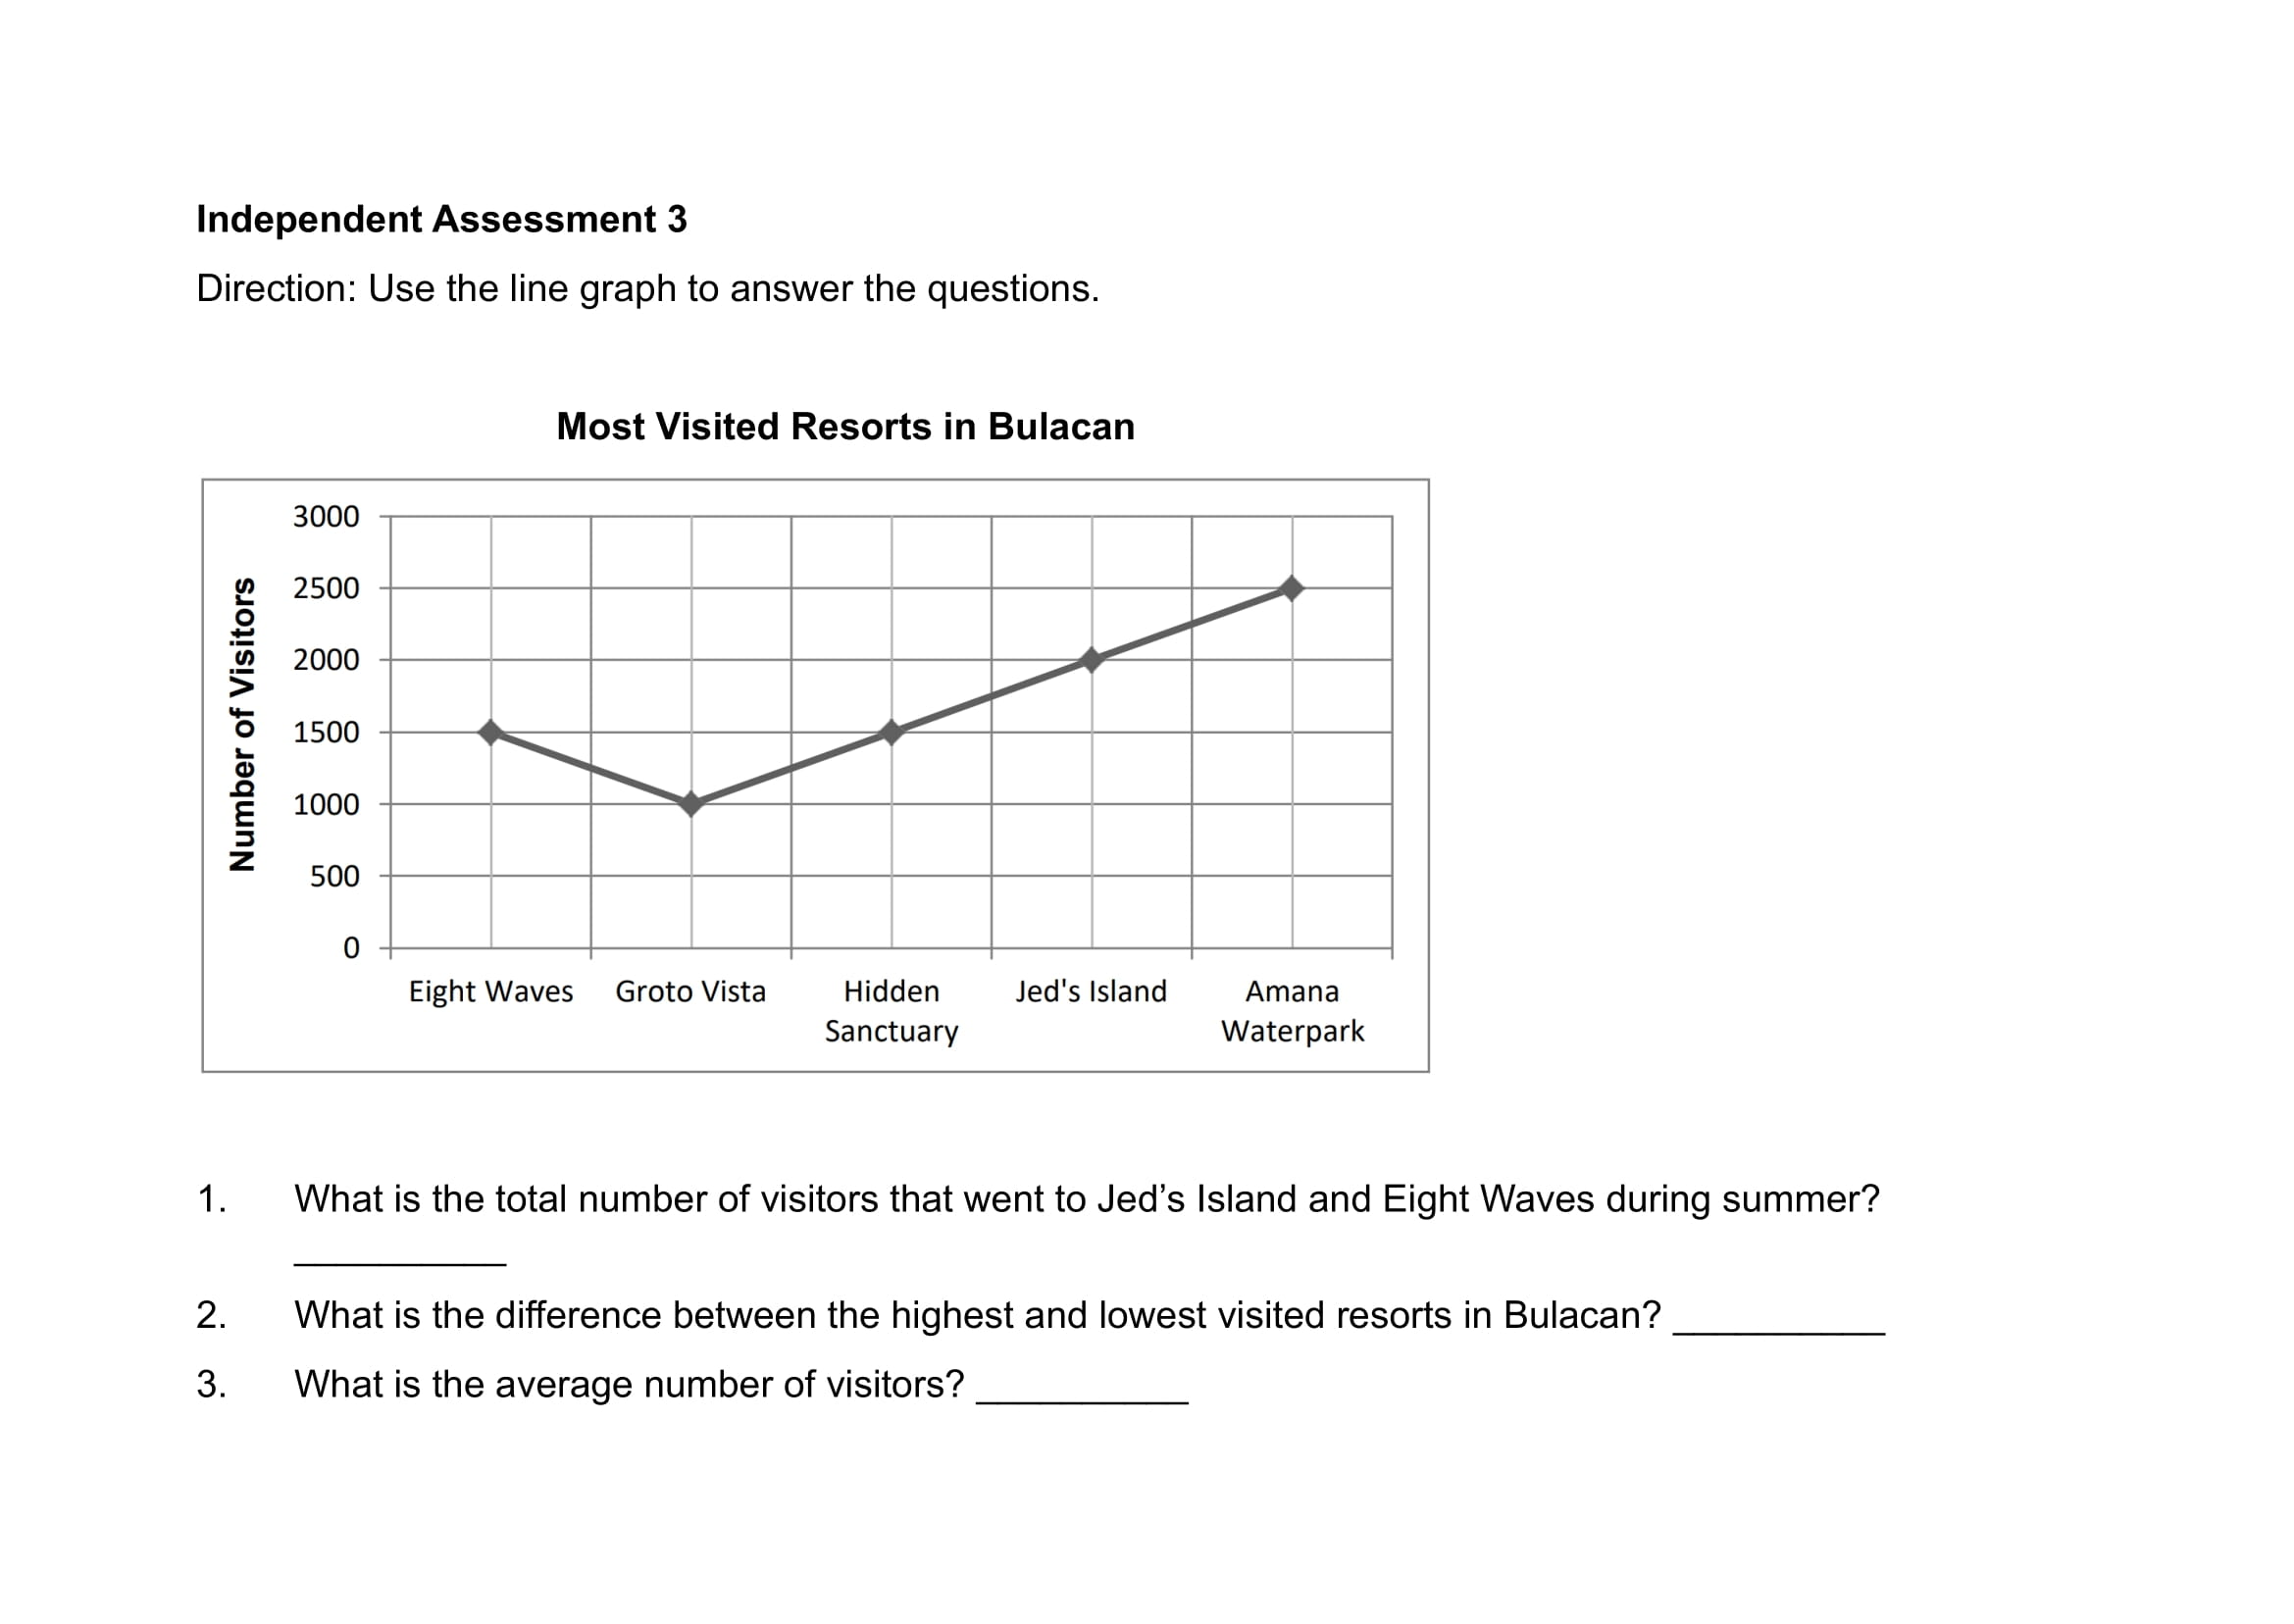 Independent Assessment 3
Direction: Use the line graph to answer the questions.
Most Visited Resorts in Bulacan
Number of Visitors
3000
2500
2000
1500
1000
500
0
Eight Waves
Groto Vista
Hidden
Sanctuary
Jed's Island
Amana
Waterpark
1. What is the total number of visitors that went to Jed’s Island and Eight Waves during summer?
__________
2. What is the difference between the highest and lowest visited resorts in Bulacan? __________
3. What is the average number of visitors? __________